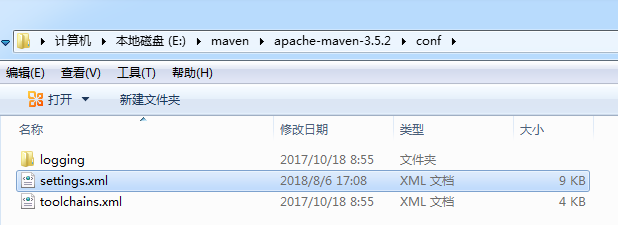 计算机 本地磁盘 (E:) maven apache-maven-3.5.2 conf
编辑(E) 查看(V) 工具(T) 帮助(H)
打开 新建文件夹
名称 修改日期 类型 大小
logging 2017/10/18 8:55 文件夹
settings.xml 2018/8/6 17:08 XML 文档 9 KB
toolchains.xml 2017/10/18 8:55 XML 文档 4 KB